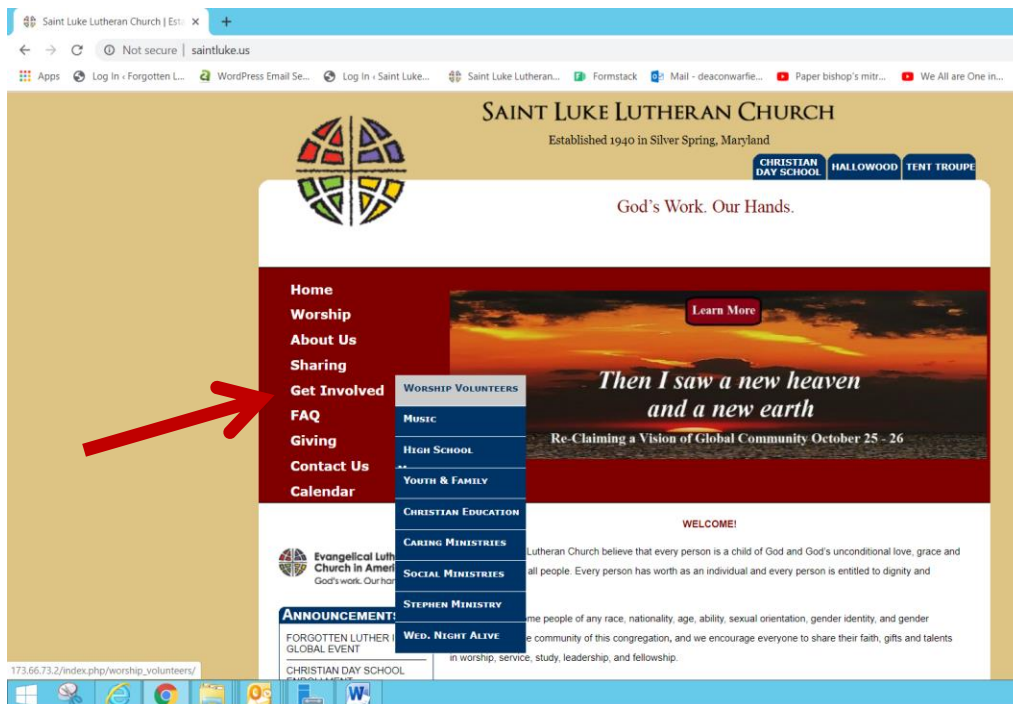 Saint Luke Lutheran Church | Esta
Not secure | saintluke.us
Apps Log In ‹ Forgotten L... WordPress Email Se... Log In ‹ Saint Luke... Saint Luke Lutheran... Formstack Mail - deaconwarfie... Paper bishop's mitr... We All are One in...
SAINT LUKE LUTHERAN CHURCH
Established 1940 in Silver Spring, Maryland
CHRISTIAN
DAY SCHOOL
HALLOWOOD
TENT TROUPE
God's Work. Our Hands.
Home
Worship
About Us
Sharing
Get Involved
FAQ
Giving
Contact Us
Calendar
WORSHIP VOLUNTEERS
MUSIC
HIGH SCHOOL
YOUTH & FAMILY
CHRISTIAN EDUCATION
CARING MINISTRIES
SOCIAL MINISTRIES
STEPHEN MINISTRY
WED. NIGHT ALIVE
Learn More
Then I saw a new heaven
and a new earth
Re-Claiming a Vision of Global Community October 25 - 26
WELCOME!
Lutheran Church believe that every person is a child of God and God's unconditional love, grace and
all people. Every person has worth as an individual and every person is entitled to dignity and
me people of any race, nationality, age, ability, sexual orientation, gender identity, and gender
e community of this congregation, and we encourage everyone to share their faith, gifts and talents
in worship, service, study, leadership, and fellowship.
Evangelical Luth
Church in Ameri
God's work. Our han
ANNOUNCEMENTS
FORGOTTEN LUTHER I
GLOBAL EVENT
CHRISTIAN DAY SCHOOL
173.66.73.2/index.php/worship_volunteers/